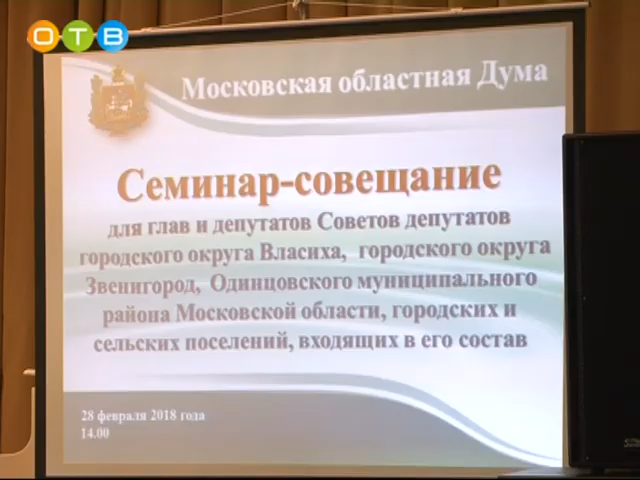 ОТВ
Московская областная Дума
Семинар-совещание
для глав и депутатов Советов депутатов
городского округа Власиха, городского округа
Звенигород, Одинцовского муниципального
района Московской области, городских и
сельских поселений, входящих в его состав
28 февраля 2018 года
14.00